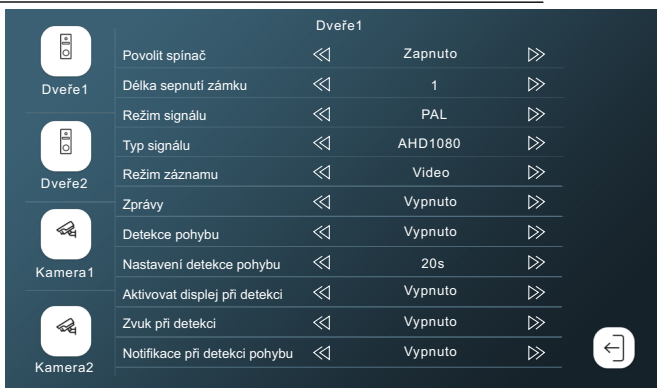 Dveře1
Povolit spínač Zapnuto
Délka sepnutí zámku 1
Režim signálu PAL
Typ signálu AHD1080
Režim záznamu Video
Zprávy Vypnuto
Detekce pohybu Vypnuto
Nastavení detekce pohybu 20s
Aktivovat displej při detekci Vypnuto
Zvuk při detekci Vypnuto
Notifikace při detekci pohybu Vypnuto
Dveře1
Dveře2
Kamera1
Kamera2